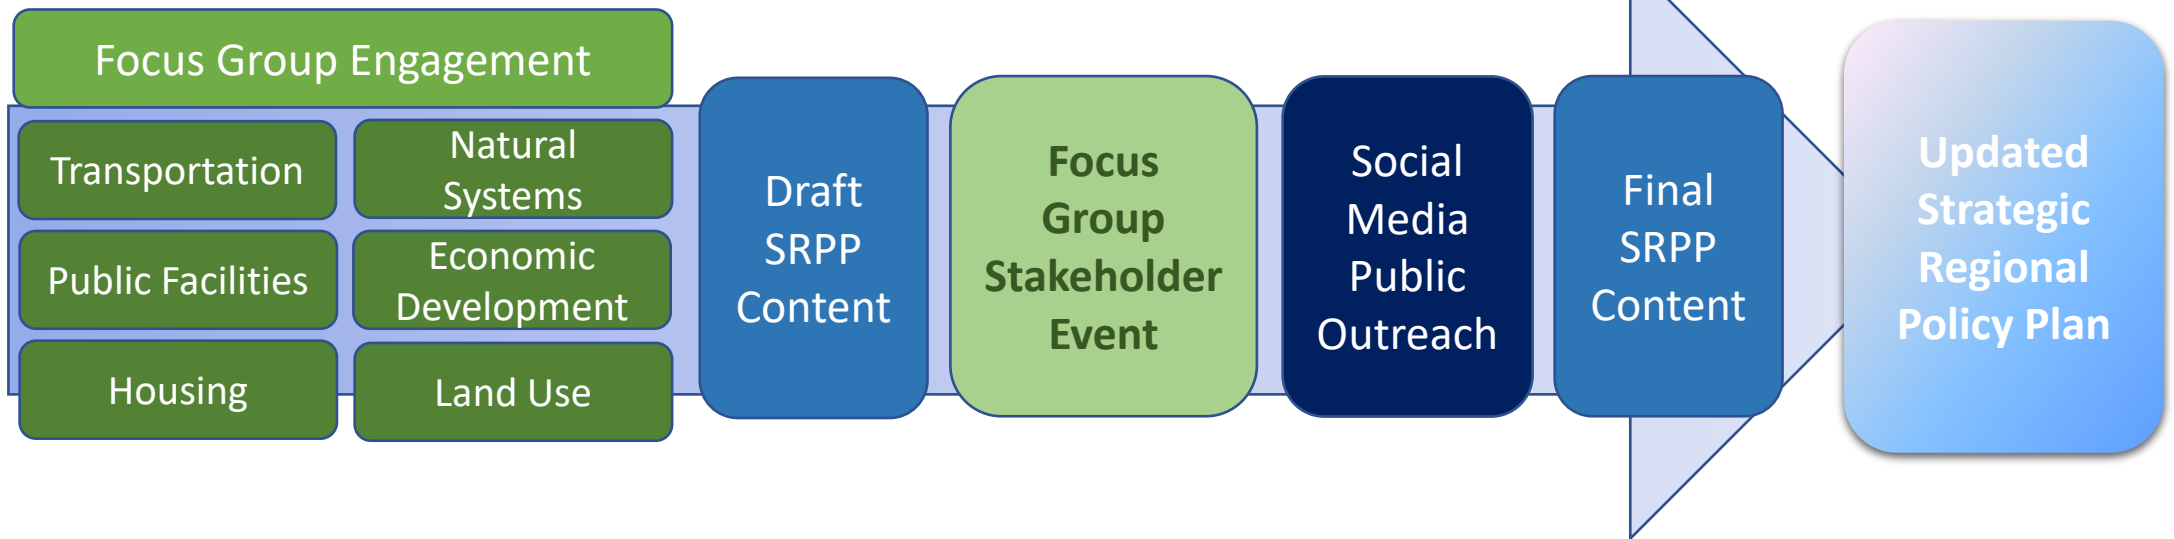 Focus Group Engagement
Transportation
Natural
Systems
Public Facilities
Economic
Development
Housing
Land Use
Draft
SRPP
Content
Focus
Group
Stakeholder
Event
Social
Media
Public
Outreach
Final
SRPP
Content
Updated
Strategic
Regional
Policy Plan